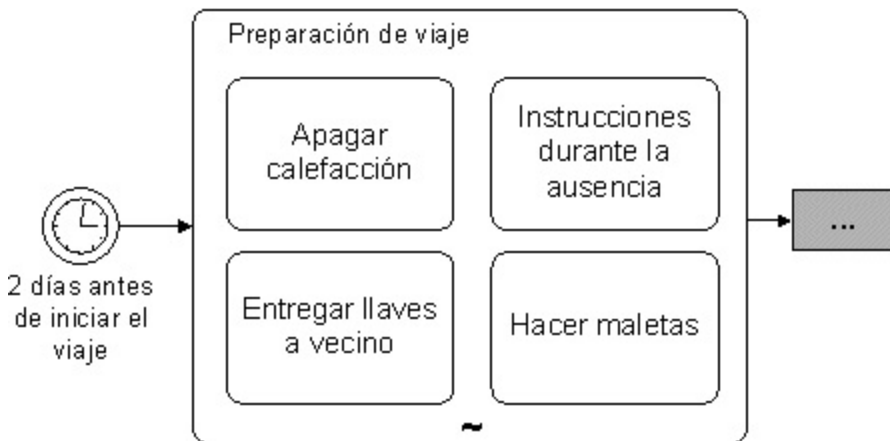 Preparación de viaje
Apagar
calefacción
Instrucciones
durante la
ausencia
2 días antes
de iniciar el
viaje
Entregar llaves
a vecino
Hacer maletas
~
...